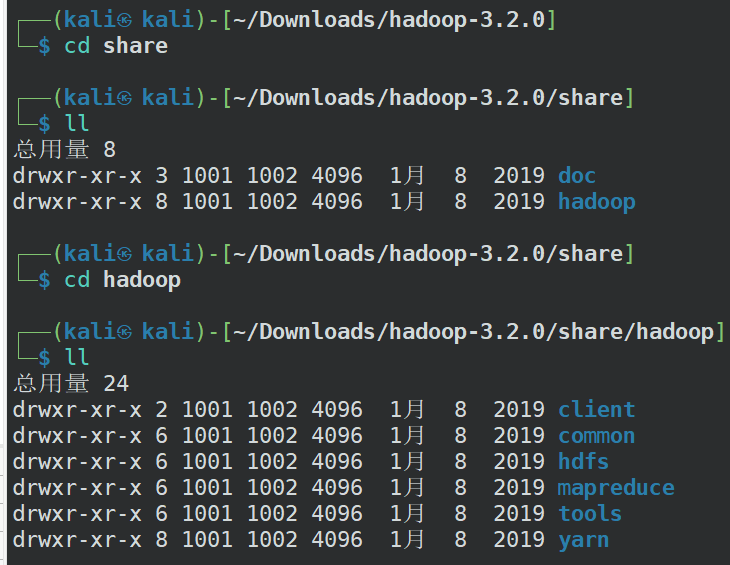 ┌──(kali㉿ kali)-[~/Downloads/hadoop-3.2.0]
└─$ cd share
┌──(kali㉿ kali)-[~/Downloads/hadoop-3.2.0/share]
└─$ ll
总用量 8
drwxr-xr-x 3 1001 1002 4096  1月  8  2019 doc
drwxr-xr-x 8 1001 1002 4096  1月  8  2019 hadoop
┌──(kali㉿ kali)-[~/Downloads/hadoop-3.2.0/share]
└─$ cd hadoop
┌──(kali㉿ kali)-[~/Downloads/hadoop-3.2.0/share/hadoop]
└─$ ll
总用量 24
drwxr-xr-x 2 1001 1002 4096  1月  8  2019 client
drwxr-xr-x 6 1001 1002 4096  1月  8  2019 common
drwxr-xr-x 6 1001 1002 4096  1月  8  2019 hdfs
drwxr-xr-x 6 1001 1002 4096  1月  8  2019 mapreduce
drwxr-xr-x 6 1001 1002 4096  1月  8  2019 tools
drwxr-xr-x 8 1001 1002 4096  1月  8  2019 yarn